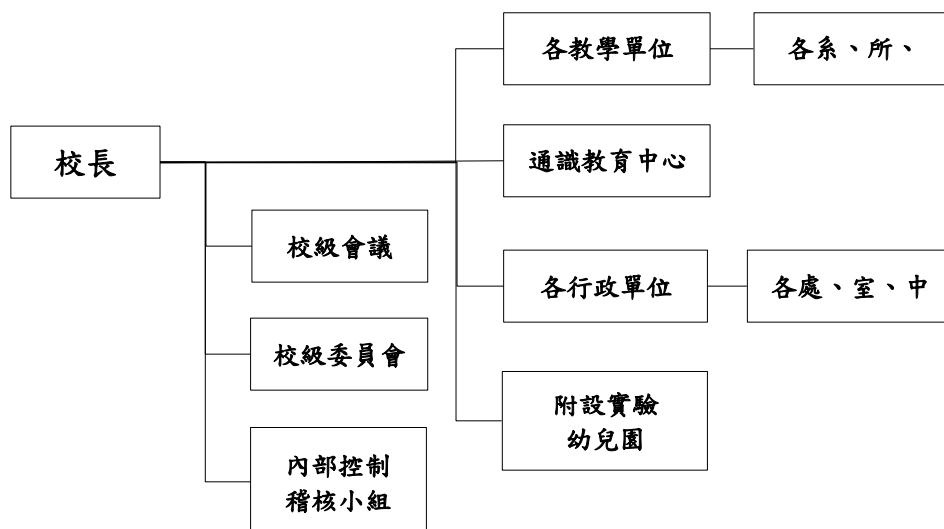 校長
各教學單位
各系、所、
通識教育中心
校級會議
各行政單位
各處、室、中
校級委員會
附設實驗
幼兒園
內部控制
稽核小組